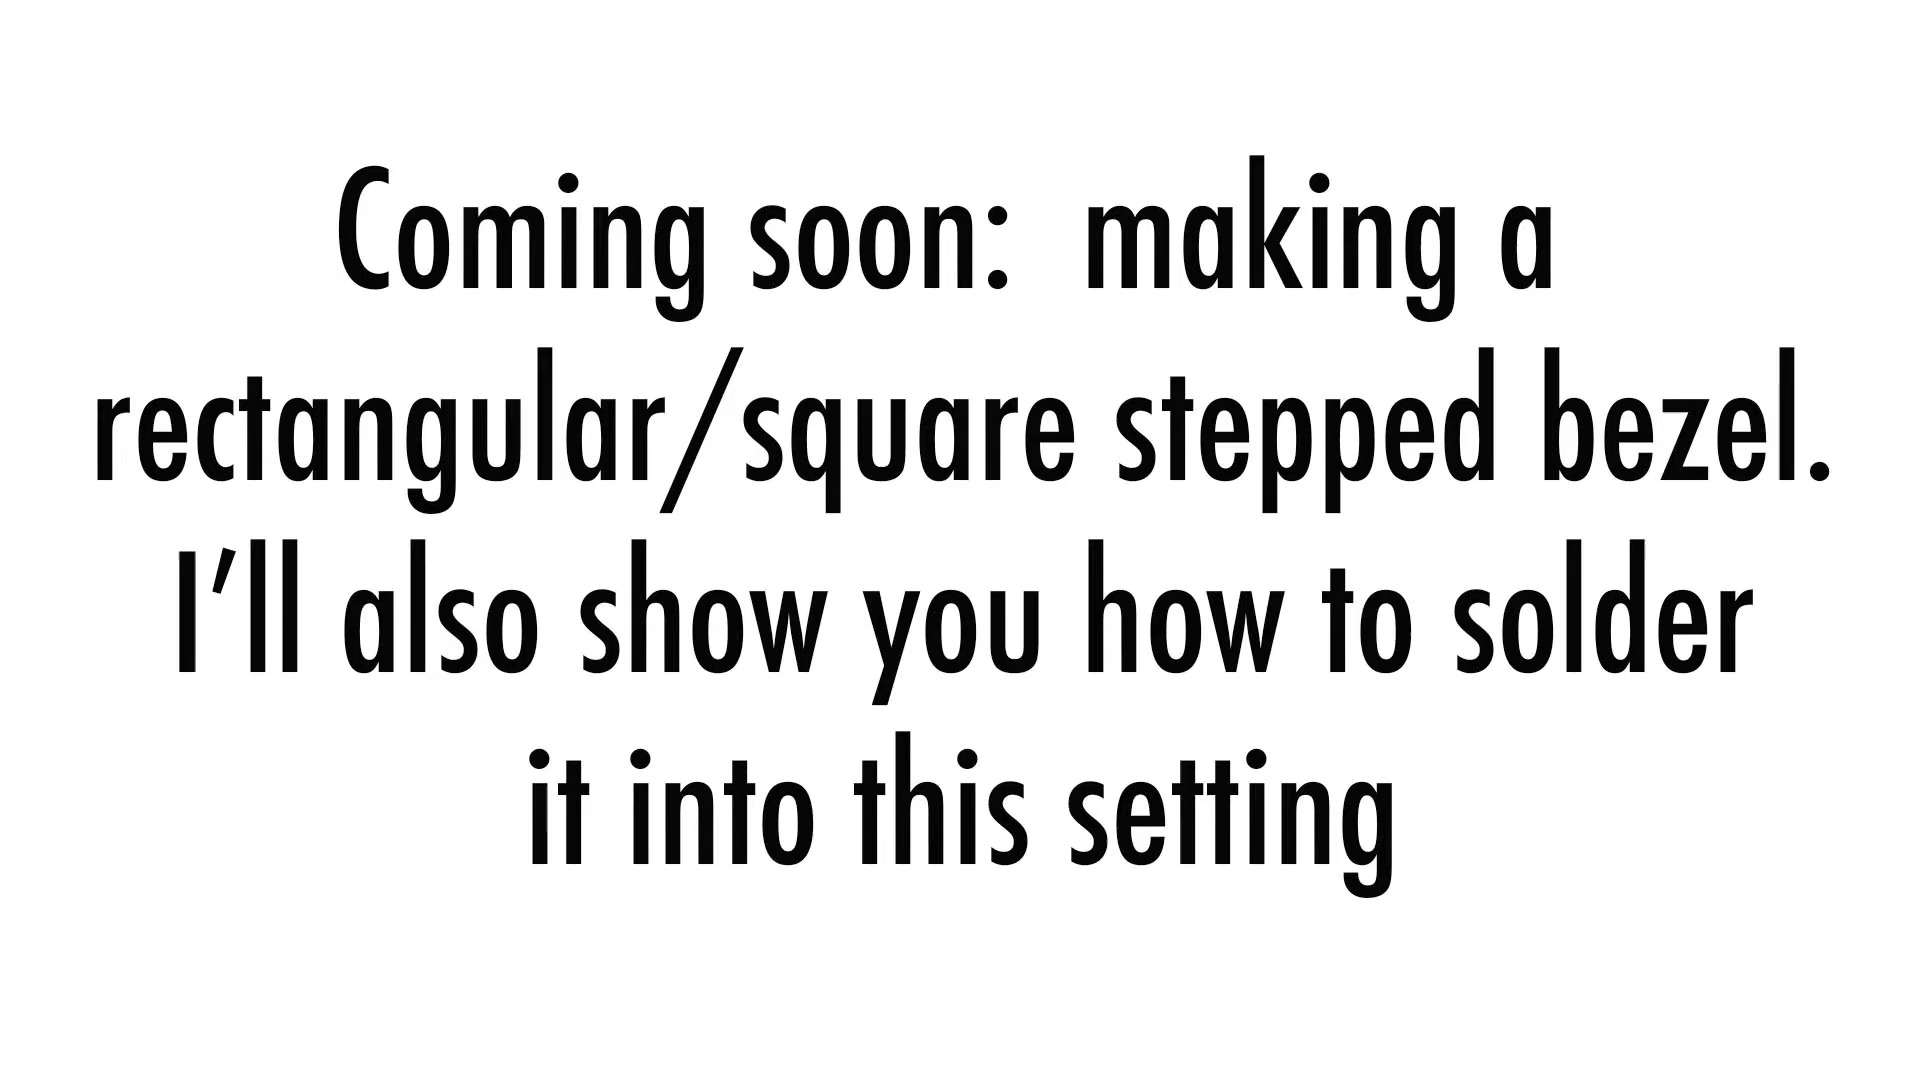 Coming soon:  making a
rectangular/square stepped bezel.
I’ll also show you how to solder
it into this setting